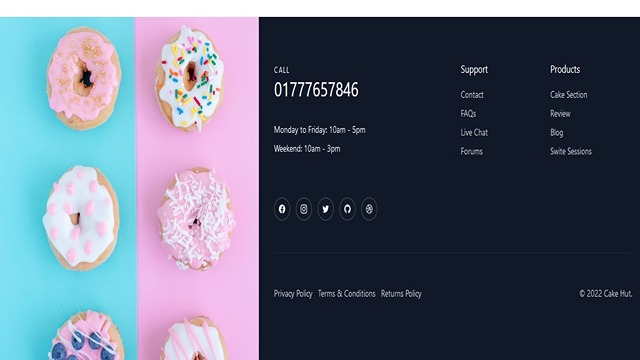 CALL
01777657846
Monday to Friday: 10am - 5pm
Weekend: 10am - 3pm
Support
Contact
FAQs
Live Chat
Forums
Products
Cake Section
Review
Blog
Swite Sessions
Privacy Policy Terms & Conditions Returns Policy
© 2022 Cake Hut.